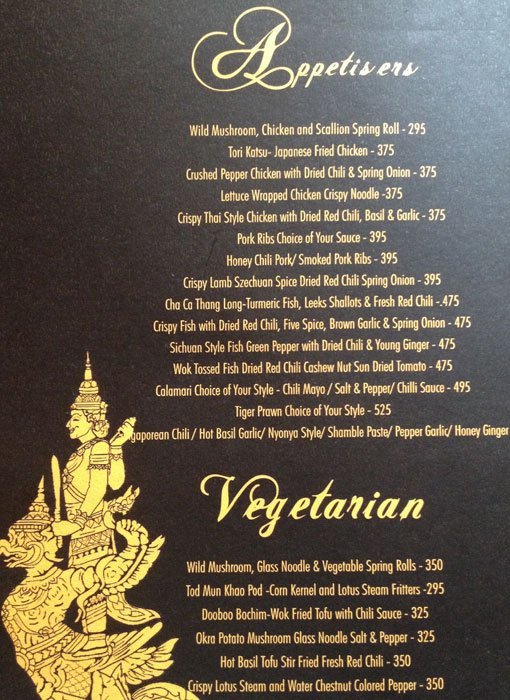 Appetisers
Wild Mushroom, Chicken and Scallion Spring Roll - 295
Tori Katsu- Japanese Fried Chicken - 375
Crushed Pepper Chicken with Dried Chili & Spring Onion - 375
Lettuce Wrapped Chicken Crispy Noodle -375
Crispy Thai Style Chicken with Dried Red Chili, Basil & Garlic - 375
Pork Ribs Choice of Your Sauce - 395
Honey Chili Pork/ Smoked Pork Ribs - 395
Crispy Lamb Szechuan Spice Dried Red Chili Spring Onion - 395
Cha Ca Thang Long-Turmeric Fish, Leeks Shallots & Fresh Red Chili -.475
Crispy Fish with Dried Red Chili, Five Spice, Brown Garlic & Spring Onion - 475
Sichuan Style Fish Green Pepper with Dried Chili & Young Ginger - 475
Wok Tossed Fish Dried Red Chili Cashew Nut Sun Dried Tomato - 475
Calamari Choice of Your Style - Chili Mayo / Salt & Pepper/ Chilli Sauce - 495
Tiger Prawn Choice of Your Style - 525
gaporean Chili / Hot Basil Garlic/ Nyonya Style/ Shamble Paste/ Pepper Garlic/ Honey Ginger
Vegetarian
Wild Mushroom, Glass Noodle & Vegetable Spring Rolls - 350
Tod Mun Khao Pod -Corn Kernel and Lotus Steam Fritters -295
Dooboo Bochim-Wok Fried Tofu with Chili Sauce - 325
Okra Potato Mushroom Glass Noodle Salt & Pepper - 325
Hot Basil Tofu Stir Fried Fresh Red Chili - 350
Crispy Lotus Steam and Water Chestnut Colored Pepper - 350